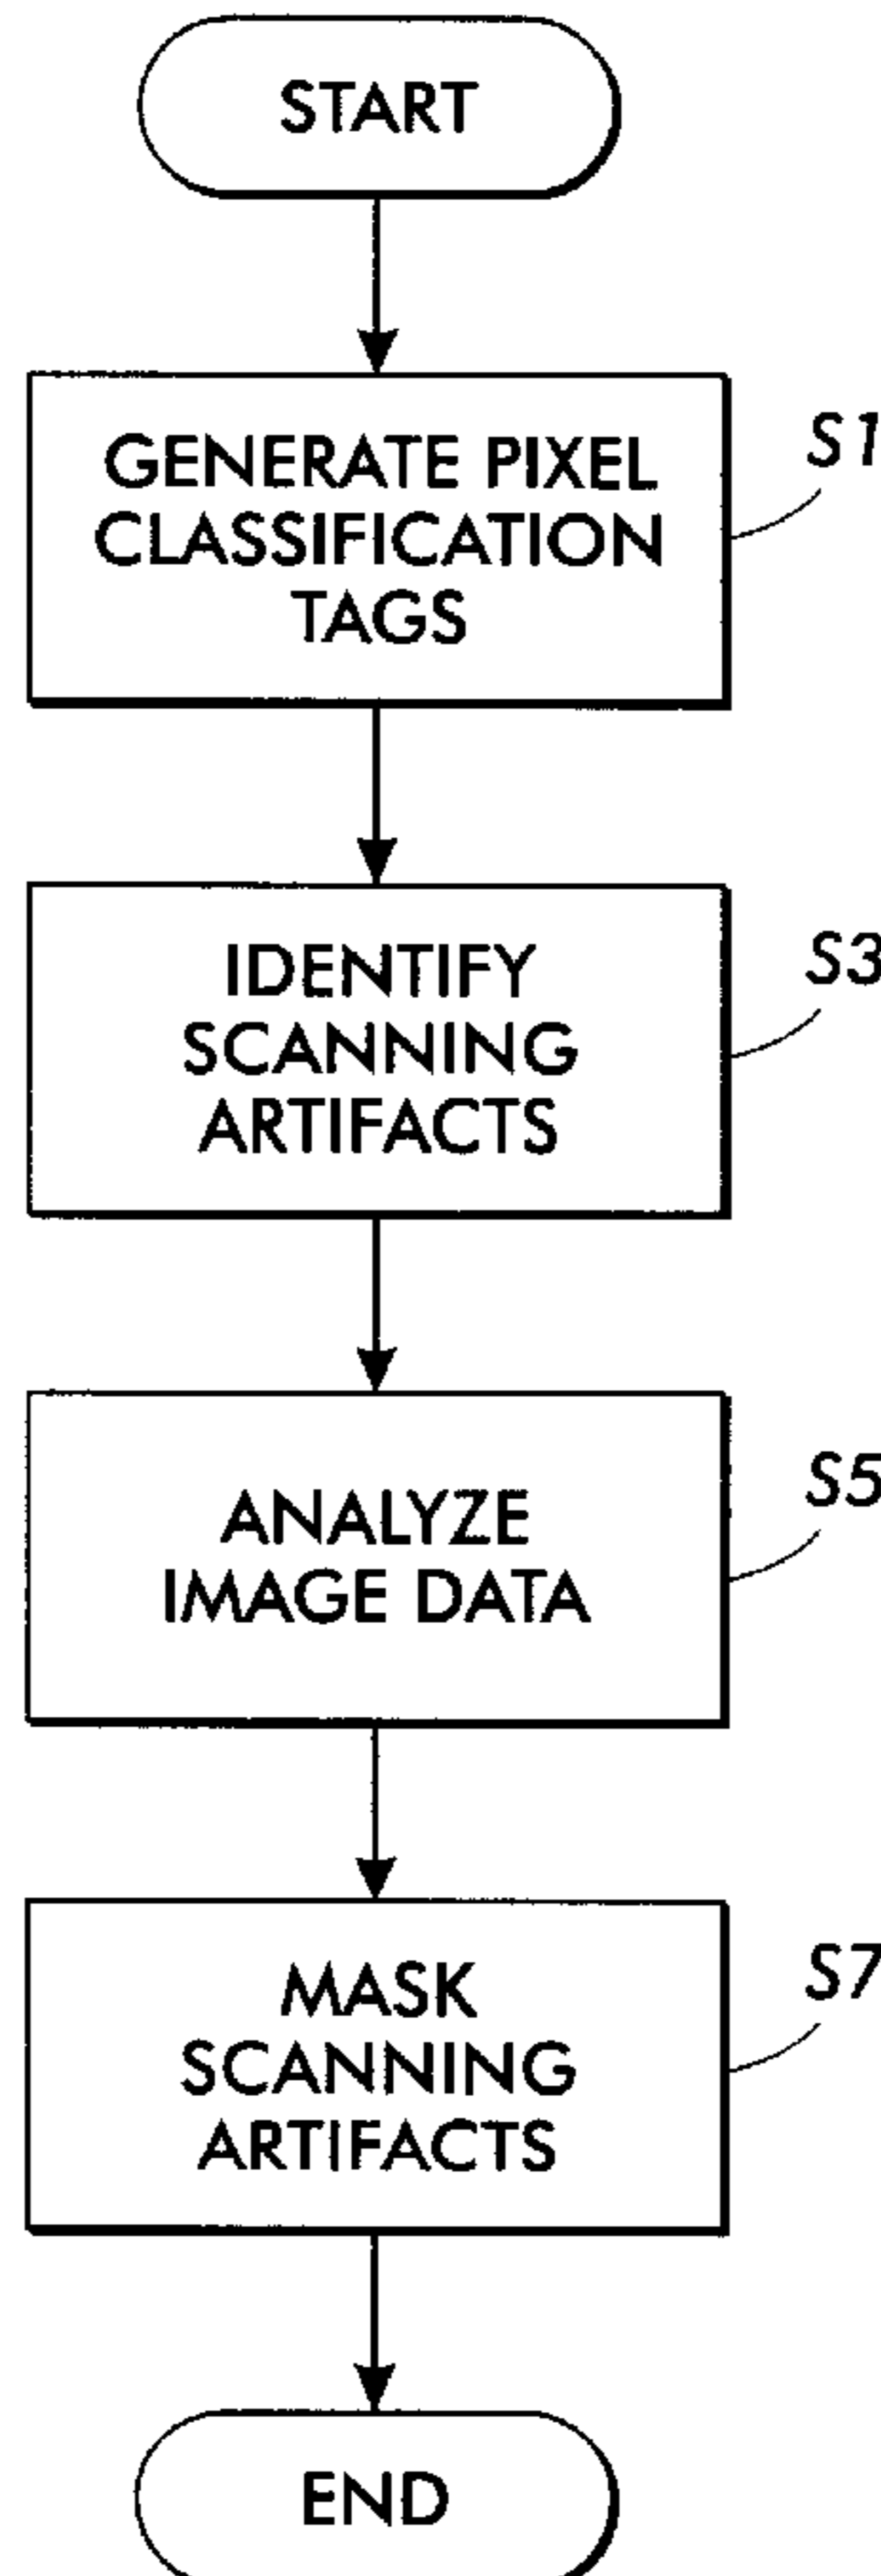 START
GENERATE PIXEL
CLASSIFICATION
TAGS
S1
IDENTIFY
SCANNING
ARTIFACTS
S3
ANALYZE
IMAGE DATA
S5
MASK
SCANNING
ARTIFACTS
S7
END